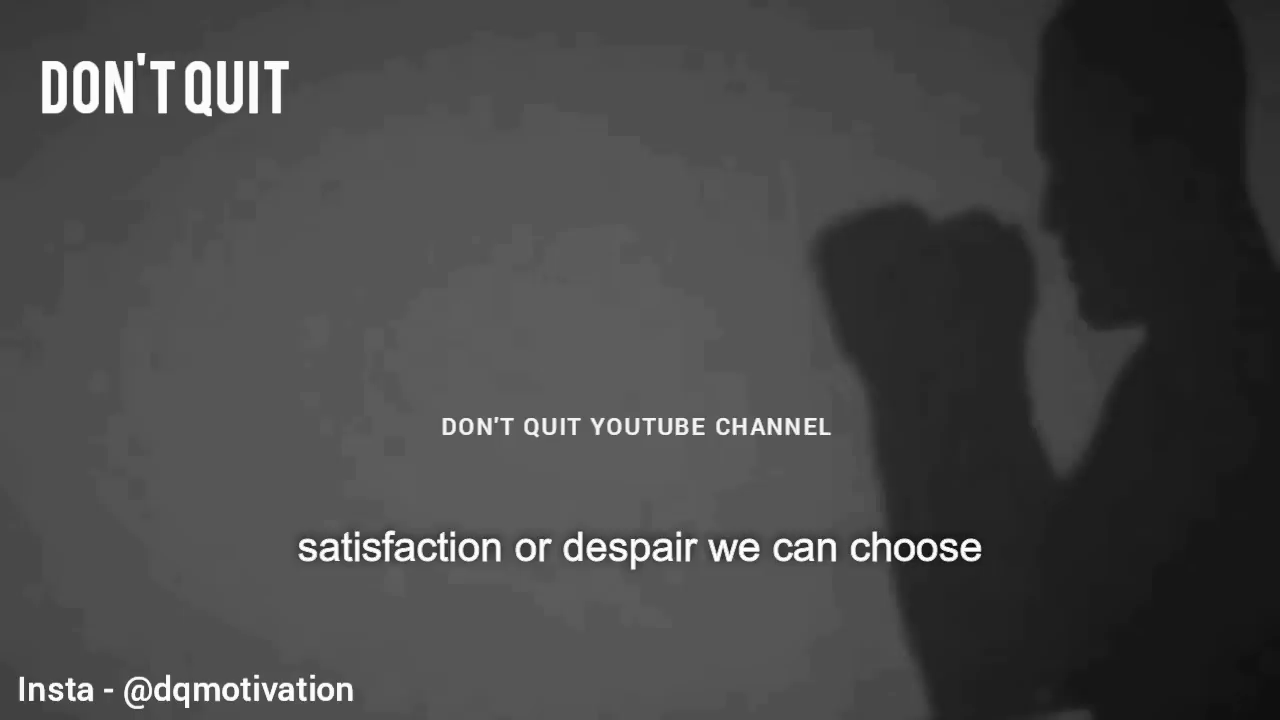 DON'T QUIT
DON'T QUIT YOUTUBE CHANNEL
satisfaction or despair we can choose
Insta - @dqmotivation